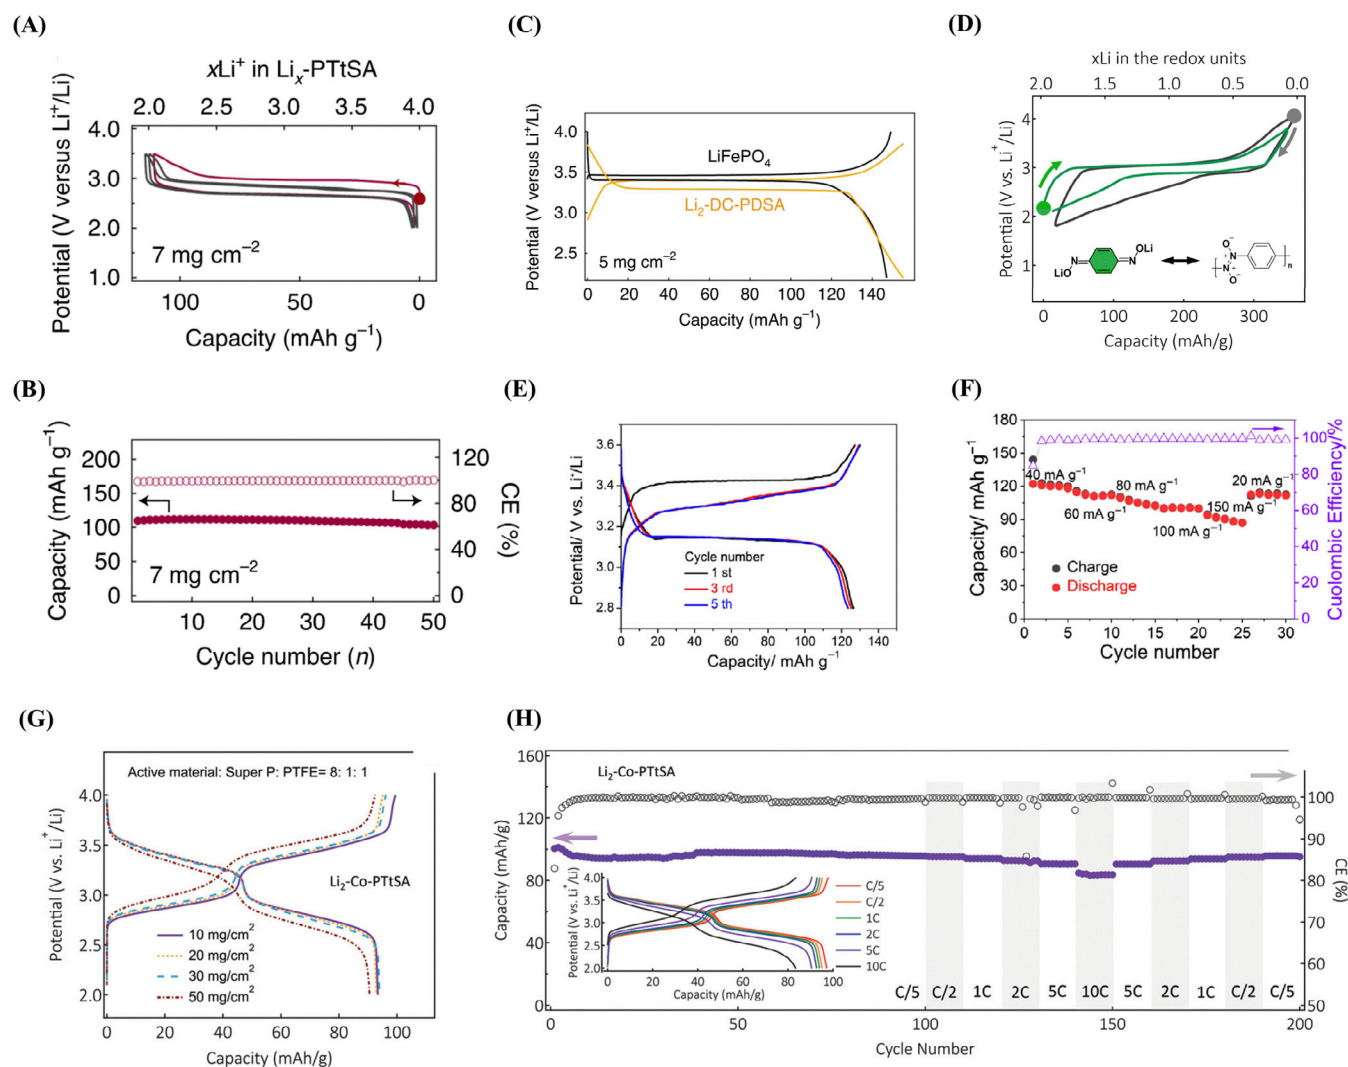 (A)
xLi⁺ in Liₓ-PTtSA
2.0 2.5 3.0 3.5 4.0
Potential (V versus Li⁺/Li)
4.0
3.0
2.0
1.0
7 mg cm⁻²
100 50 0
Capacity (mAh g⁻¹)
(C)
Potential (V versus Li⁺/Li)
4.0
3.5
3.0
2.5
LiFePO₄
Li₂-DC-PDSA
5 mg cm⁻²
0 20 40 60 80 100 120 140
Capacity (mAh g⁻¹)
(D)
xLi in the redox units
2.0 1.5 1.0 0.5 0.0
Potential (V vs. Li⁺/Li)
4
3
2
1
LiO
N
N
OLi
O⁻
N⁺
N⁺
O⁻
n
0 100 200 300
Capacity (mAh/g)
(B)
Capacity (mAh g⁻¹)
200
150
100
50
0
7 mg cm⁻²
120
80
40
0
CE (%)
10 20 30 40 50
Cycle number (n)
(E)
Potential/ V vs. Li⁺/Li
3.6
3.4
3.2
3.0
2.8
Cycle number
1 st
3 rd
5 th
0 20 40 60 80 100 120 140
Capacity/ mAh g⁻¹
(F)
Capacity/ mAh g⁻¹
180
150
120
90
60
30
0
40 mA g⁻¹
60 mA g⁻¹
80 mA g⁻¹
100 mA g⁻¹
150 mA g⁻¹
20 mA g⁻¹
Charge
Discharge
100
80
60
40
20
0
Cuolombic Efficiency/%
0 5 10 15 20 25 30
Cycle number
(G)
Active material: Super P: PTFE= 8: 1: 1
Potential (V vs. Li⁺/Li)
4.0
3.5
3.0
2.5
2.0
Li₂-Co-PTtSA
10 mg/cm²
20 mg/cm²
30 mg/cm²
50 mg/cm²
0 20 40 60 80 100
Capacity (mAh/g)
(H)
Capacity (mAh/g)
160
120
80
40
0
Li₂-Co-PTtSA
Potential (V vs. Li⁺/Li)
4.0
3.5
3.0
2.5
2.0
C/5
C/2
1C
2C
5C
10C
0 20 40 60 80 100
Capacity (mAh/g)
C/5 C/2 1C 2C 5C 10C 5C 2C 1C C/2 C/5
100
90
80
70
60
50
CE (%)
0 50 100 150 200
Cycle Number